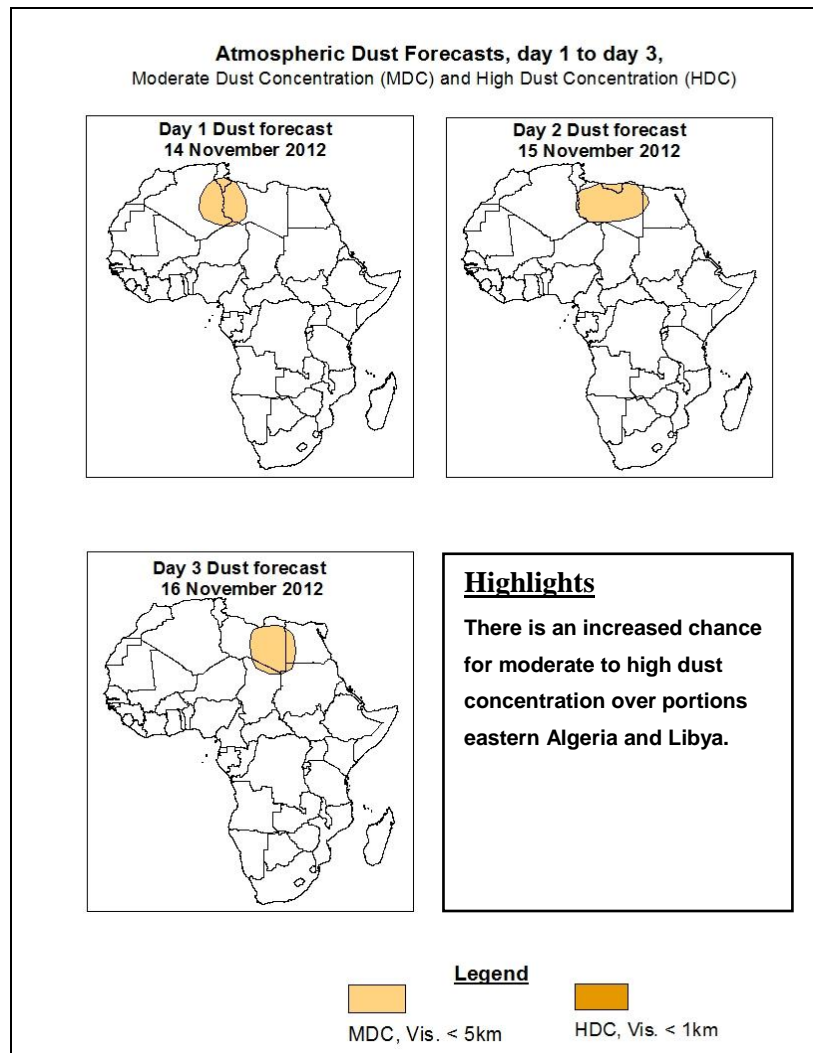 Atmospheric Dust Forecasts, day 1 to day 3,
Moderate Dust Concentration (MDC) and High Dust Concentration (HDC)
Day 1 Dust forecast
14 November 2012
Day 2 Dust forecast
15 November 2012
Day 3 Dust forecast
16 November 2012
Highlights
There is an increased chance
for moderate to high dust
concentration over portions
eastern Algeria and Libya.
Legend
MDC, Vis. < 5km
HDC, Vis. < 1km